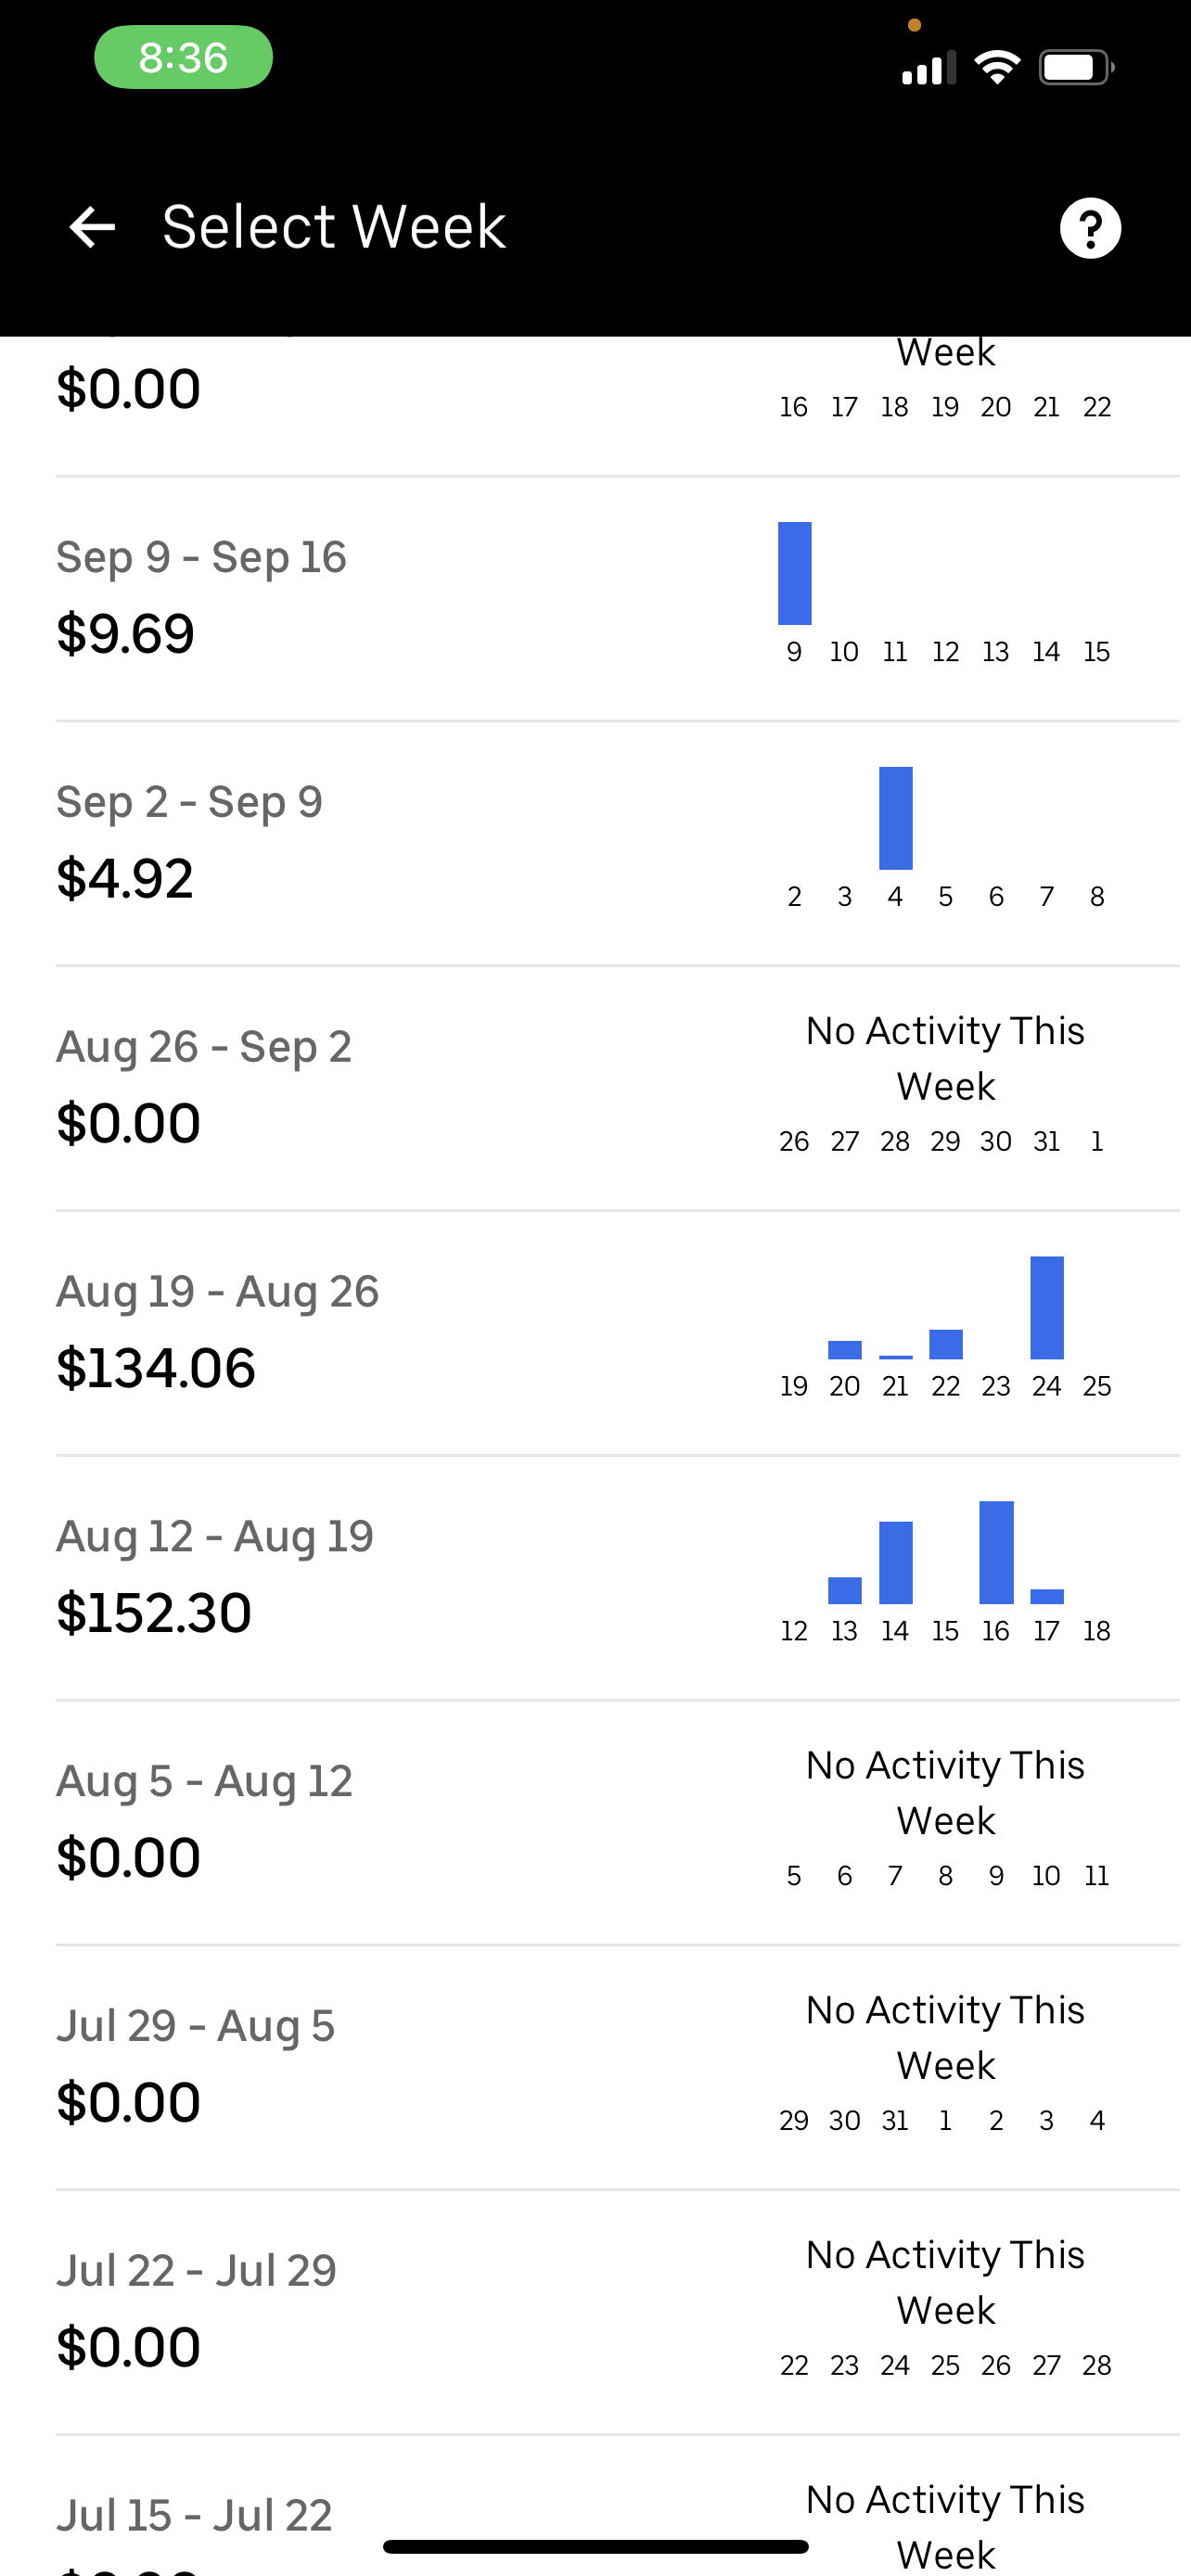 8:36
Select Week
Week
$0.00
16 17 18 19 20 21 22
Sep 9 - Sep 16
$9.69
9 10 11 12 13 14 15
Sep 2 - Sep 9
$4.92
2 3 4 5 6 7 8
Aug 26 - Sep 2
$0.00
No Activity This
Week
26 27 28 29 30 31 1
Aug 19 - Aug 26
$134.06
19 20 21 22 23 24 25
Aug 12 - Aug 19
$152.30
12 13 14 15 16 17 18
Aug 5 - Aug 12
$0.00
No Activity This
Week
5 6 7 8 9 10 11
Jul 29 - Aug 5
$0.00
No Activity This
Week
29 30 31 1 2 3 4
Jul 22 - Jul 29
$0.00
No Activity This
Week
22 23 24 25 26 27 28
Jul 15 - Jul 22
No Activity This
Week